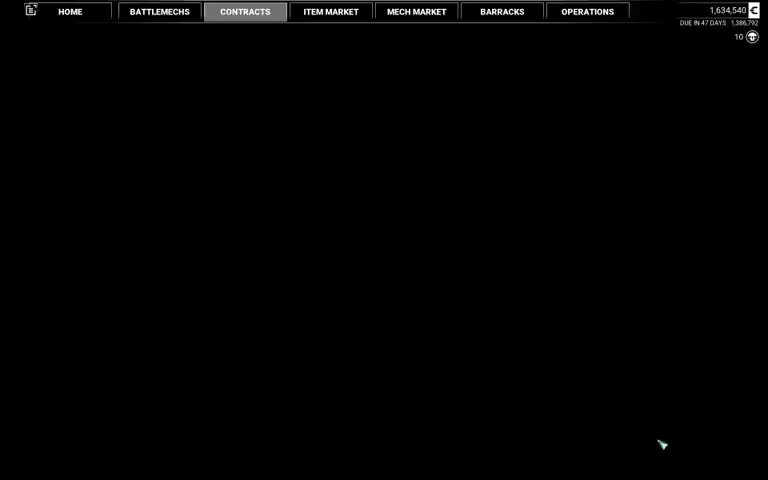 HOME BATTLEMECHS CONTRACTS ITEM MARKET MECH MARKET BARRACKS OPERATIONS 1,634,540 €
DUE IN 47 DAYS 1,386,792
10